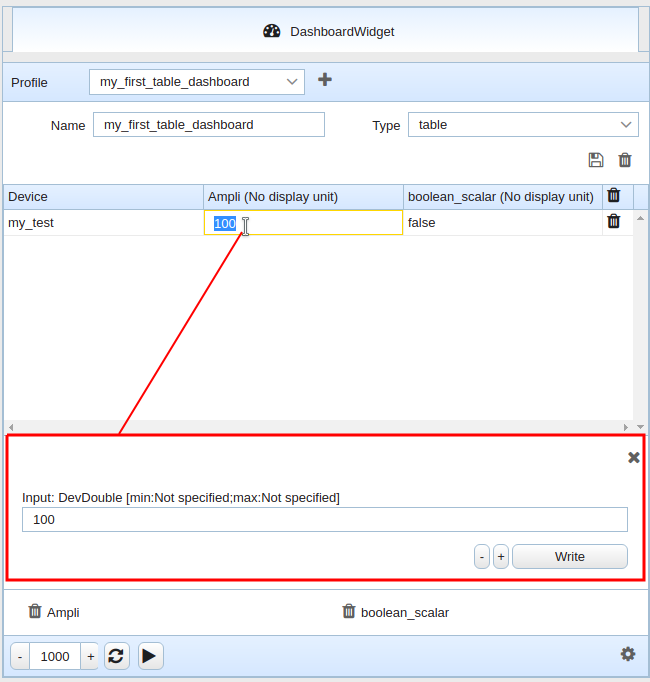 DashboardWidget
Profile my_first_table_dashboard
Name my_first_table_dashboard Type table
Device Ampli (No display unit) boolean_scalar (No display unit)
my_test 100 false
Input: DevDouble [min:Not specified;max:Not specified]
100
- + Write
Ampli boolean_scalar
- 1000 +